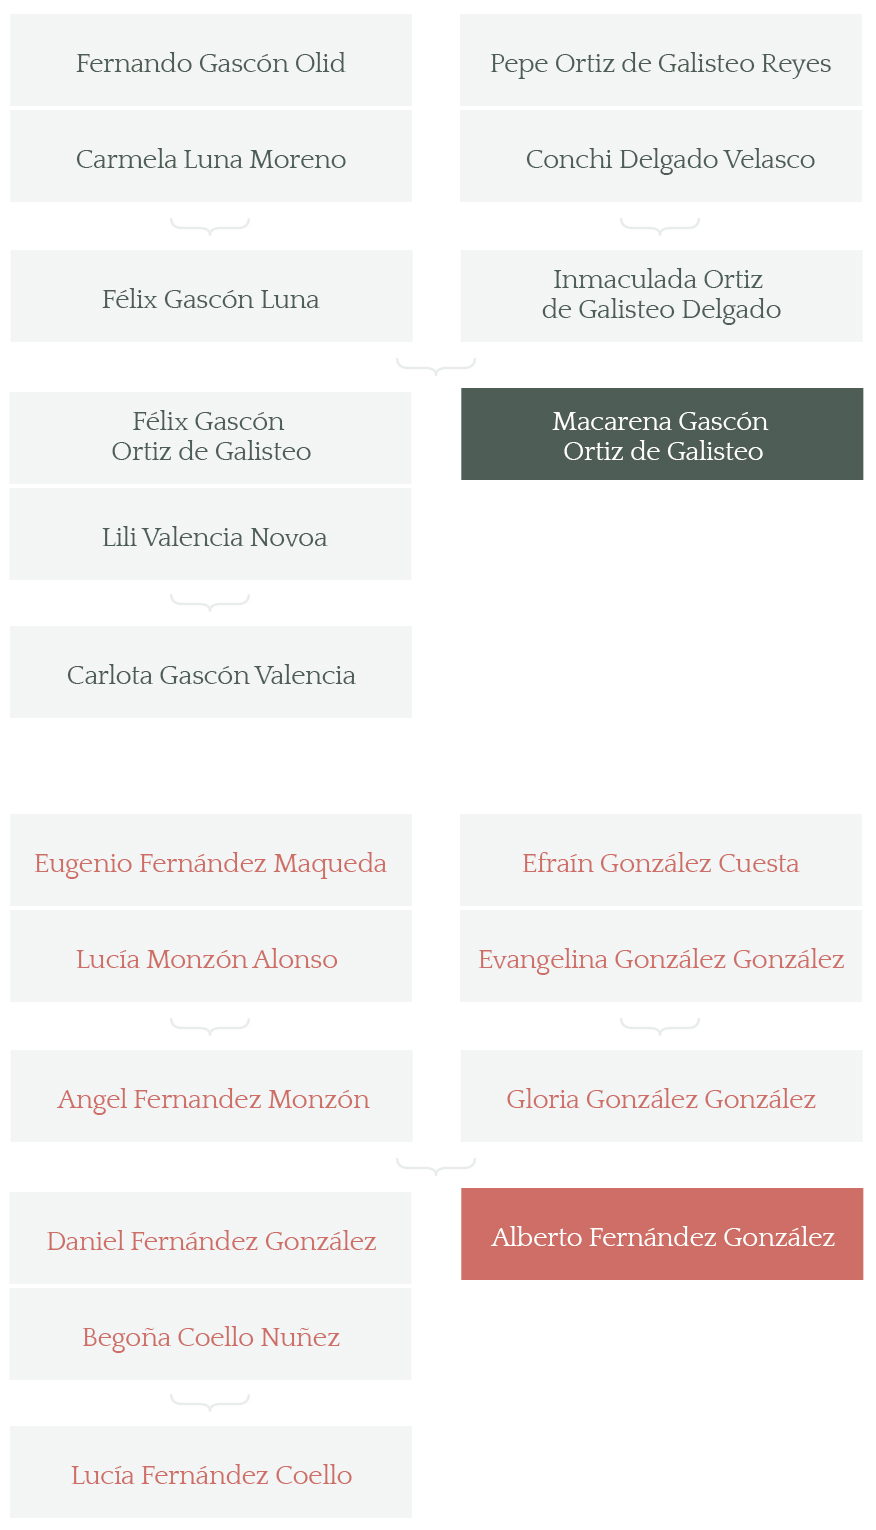 Fernando Gascón Olid
Pepe Ortiz de Galisteo Reyes
Carmela Luna Moreno
Conchi Delgado Velasco
Félix Gascón Luna
Inmaculada Ortiz
de Galisteo Delgado
Félix Gascón
Ortiz de Galisteo
Macarena Gascón
Ortiz de Galisteo
Lili Valencia Novoa
Carlota Gascón Valencia
Eugenio Fernández Maqueda
Efraín González Cuesta
Lucía Monzón Alonso
Evangelina González González
Angel Fernandez Monzón
Gloria González González
Daniel Fernández González
Alberto Fernández González
Begoña Coello Nuñez
Lucía Fernández Coello